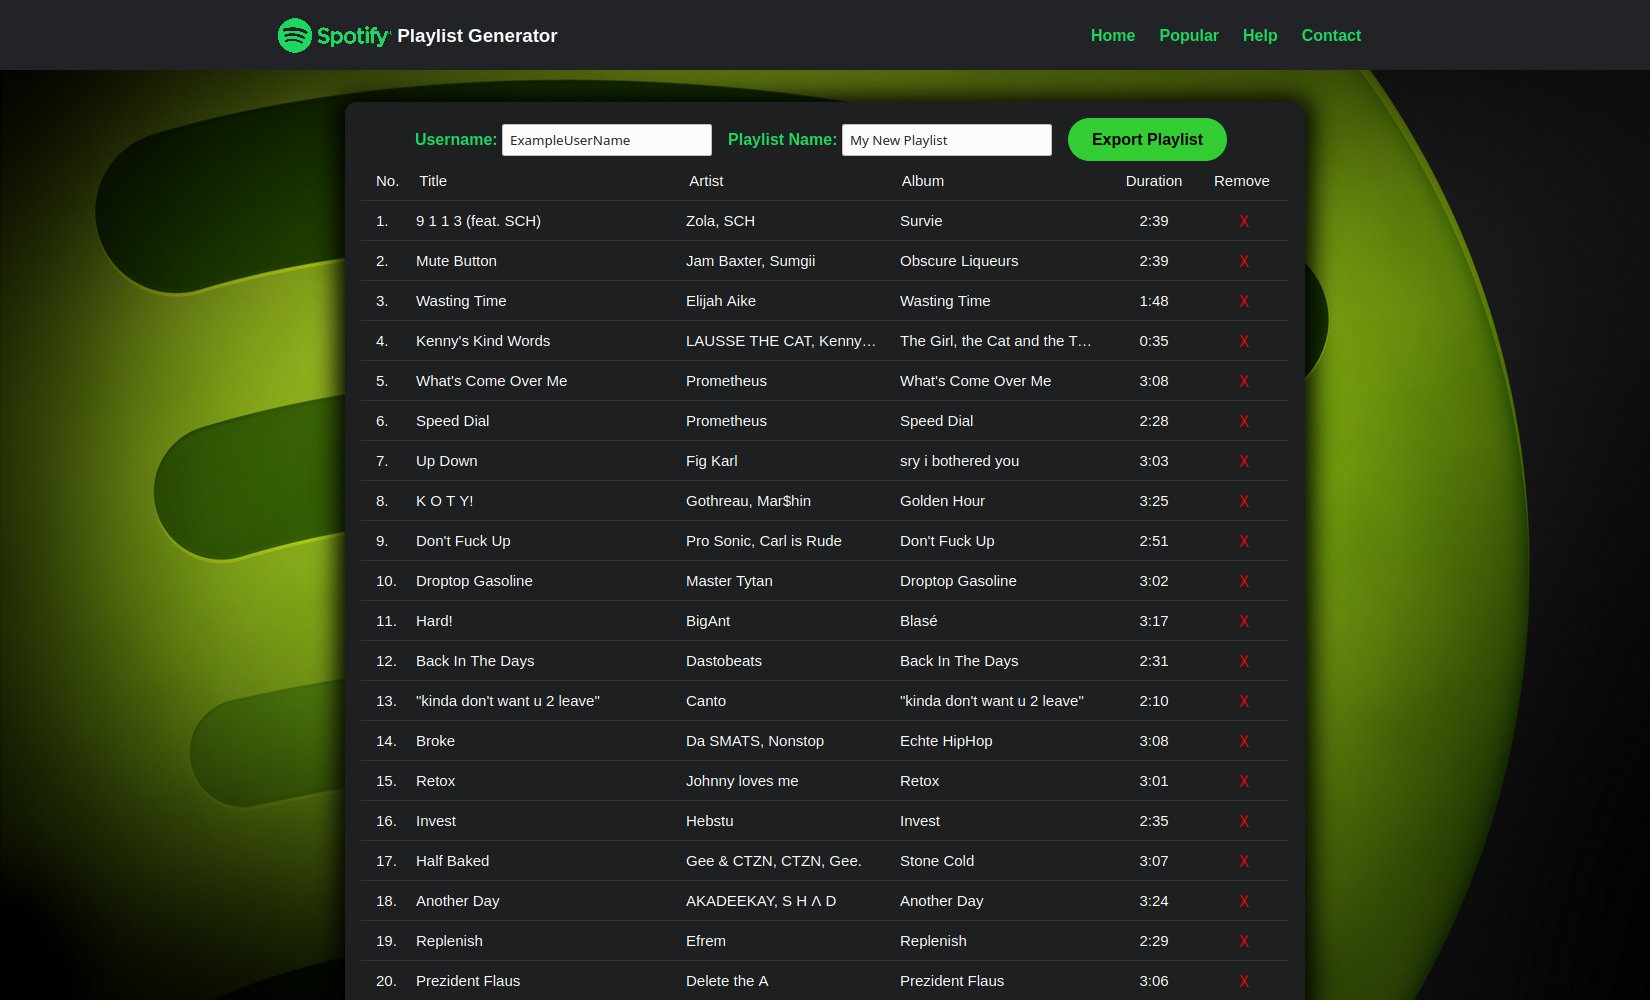 Spotify Playlist Generator Home Popular Help Contact
Username: ExampleUserName Playlist Name: My New Playlist Export Playlist
No. Title Artist Album Duration Remove
1. 9 1 1 3 (feat. SCH) Zola, SCH Survie 2:39 X
2. Mute Button Jam Baxter, Sumgii Obscure Liqueurs 2:39 X
3. Wasting Time Elijah Aike Wasting Time 1:48 X
4. Kenny's Kind Words LAUSSE THE CAT, Kenny… The Girl, the Cat and the T… 0:35 X
5. What's Come Over Me Prometheus What's Come Over Me 3:08 X
6. Speed Dial Prometheus Speed Dial 2:28 X
7. Up Down Fig Karl sry i bothered you 3:03 X
8. K O T Y! Gothreau, Mar$hin Golden Hour 3:25 X
9. Don't Fuck Up Pro Sonic, Carl is Rude Don't Fuck Up 2:51 X
10. Droptop Gasoline Master Tytan Droptop Gasoline 3:02 X
11. Hard! BigAnt Blasé 3:17 X
12. Back In The Days Dastobeats Back In The Days 2:31 X
13. "kinda don't want u 2 leave" Canto "kinda don't want u 2 leave" 2:10 X
14. Broke Da SMATS, Nonstop Echte HipHop 3:08 X
15. Retox Johnny loves me Retox 3:01 X
16. Invest Hebstu Invest 2:35 X
17. Half Baked Gee & CTZN, CTZN, Gee. Stone Cold 3:07 X
18. Another Day AKADEEKAY, S H Λ D Another Day 3:24 X
19. Replenish Efrem Replenish 2:29 X
20. Prezident Flaus Delete the A Prezident Flaus 3:06 X